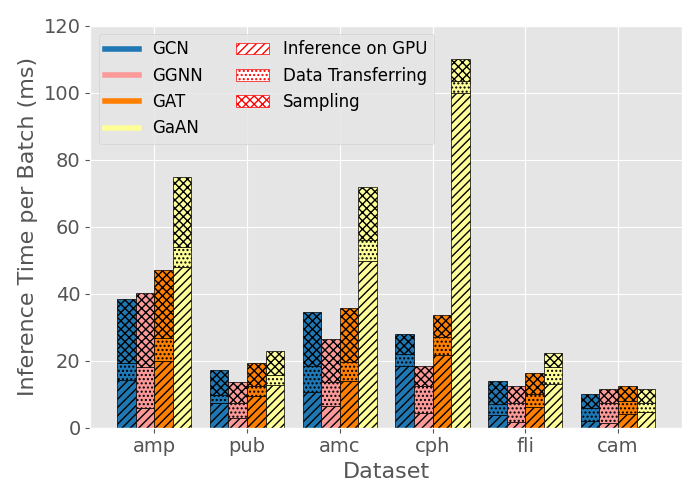 120
100
80
60
40
20
0
Inference Time per Batch (ms)
GCN
GGNN
GAT
GaAN
Inference on GPU
Data Transferring
Sampling
amp pub amc cph fli cam
Dataset